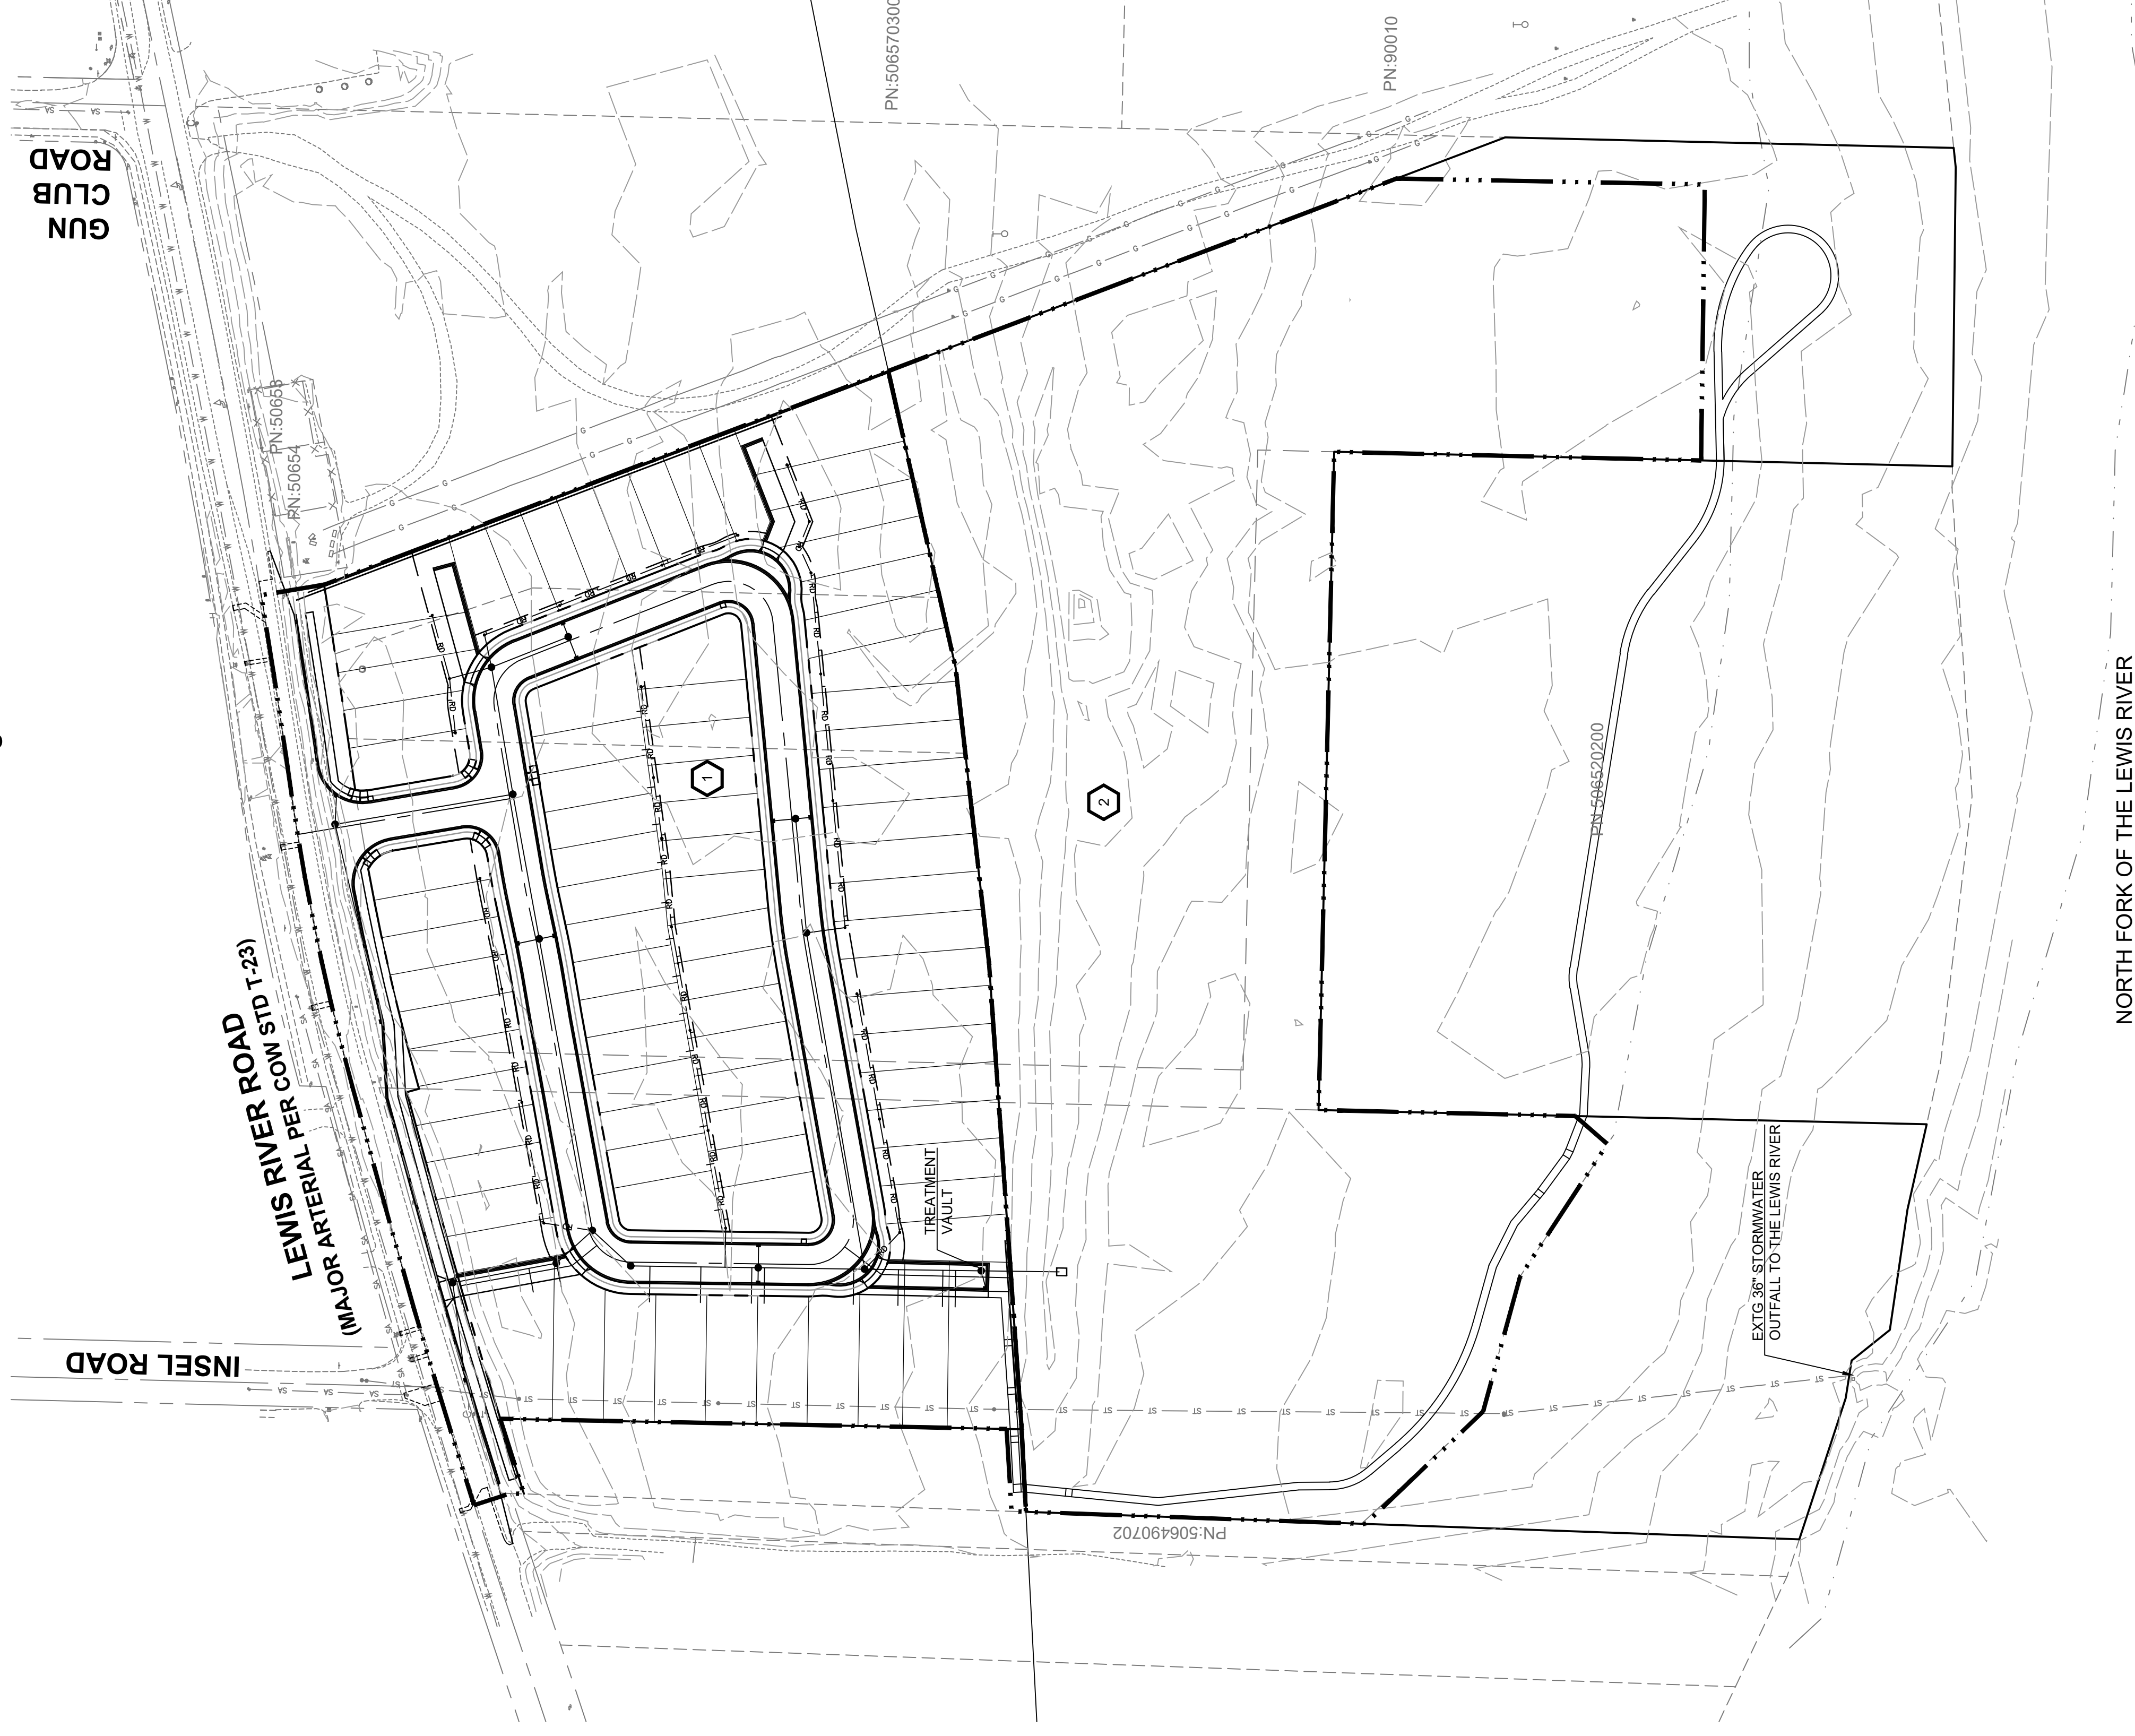 GUN
CLUB
ROAD
PN:506570300
PN:90010
PN:50658
PN:50654
LEWIS RIVER ROAD
(MAJOR ARTERIAL PER COW STD T-23)
INSEL ROAD
1
2
TREATMENT
VAULT
PN:506520200
EXTG 36" STORMWATER
OUTFALL TO THE LEWIS RIVER
PN:506490702
NORTH FORK OF THE LEWIS RIVER